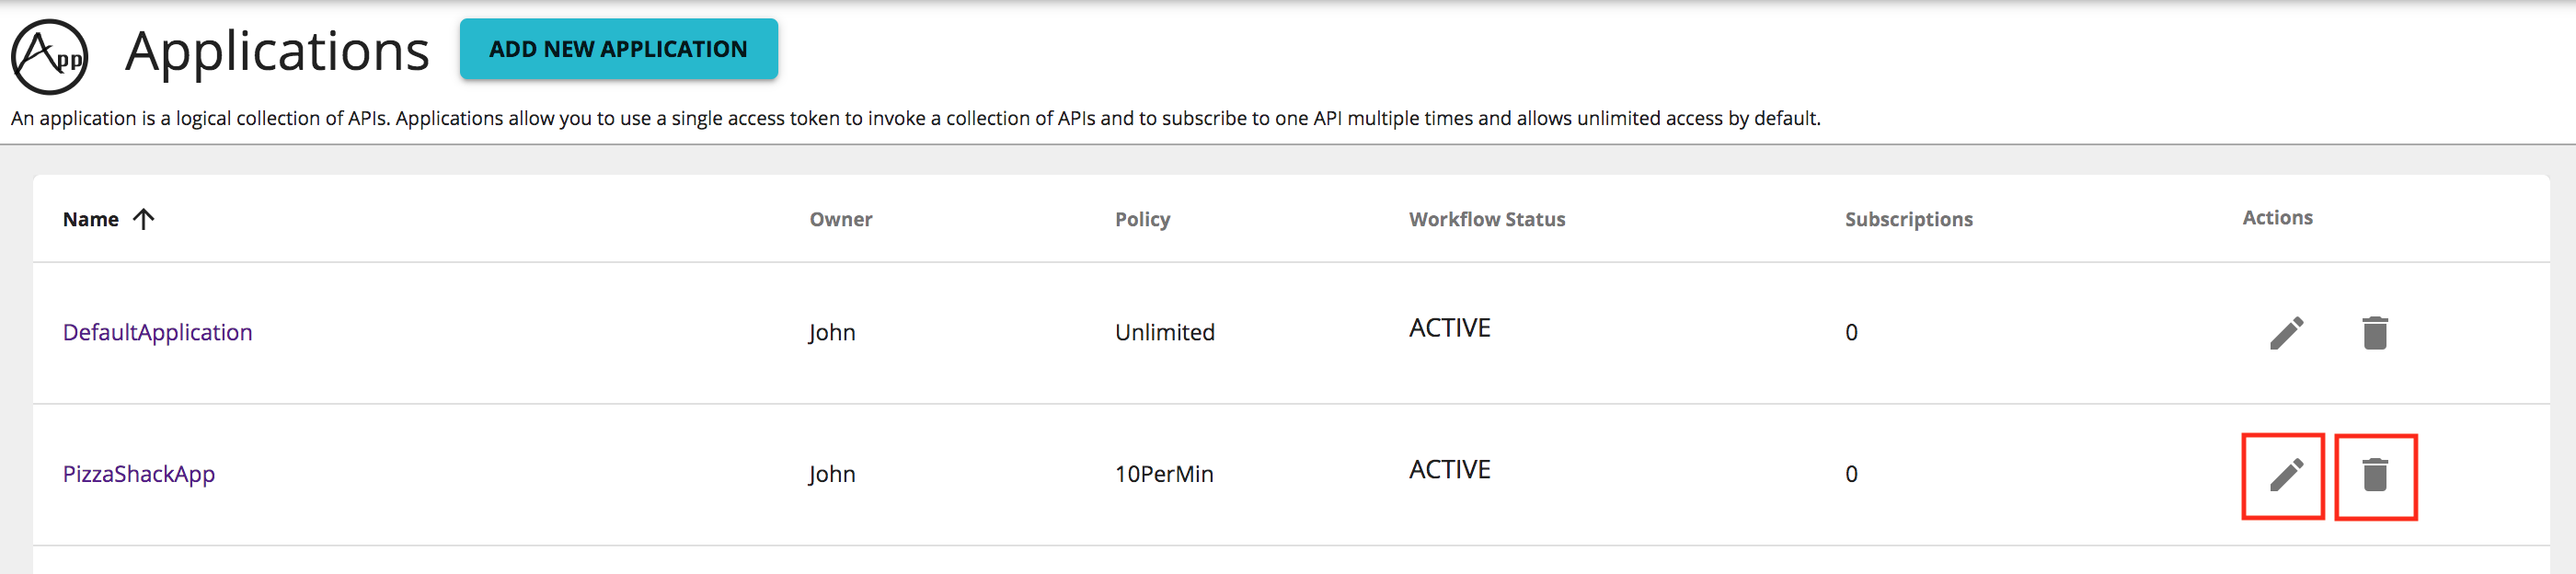 App Applications ADD NEW APPLICATION
An application is a logical collection of APIs. Applications allow you to use a single access token to invoke a collection of APIs and to subscribe to one API multiple times and allows unlimited access by default.
Name Owner Policy Workflow Status Subscriptions Actions
DefaultApplication John Unlimited ACTIVE 0
PizzaShackApp John 10PerMin ACTIVE 0